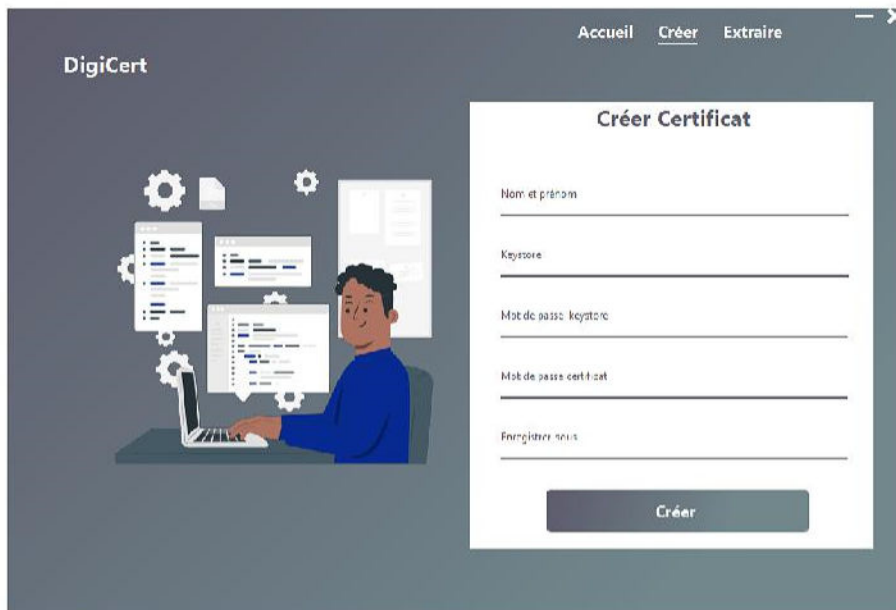 Accueil Créer Extraire
DigiCert
Créer Certificat
Nom et prénom
Keystore
Mot de passe keystore
Mot de passe certificat
Enregistrer sous
Créer